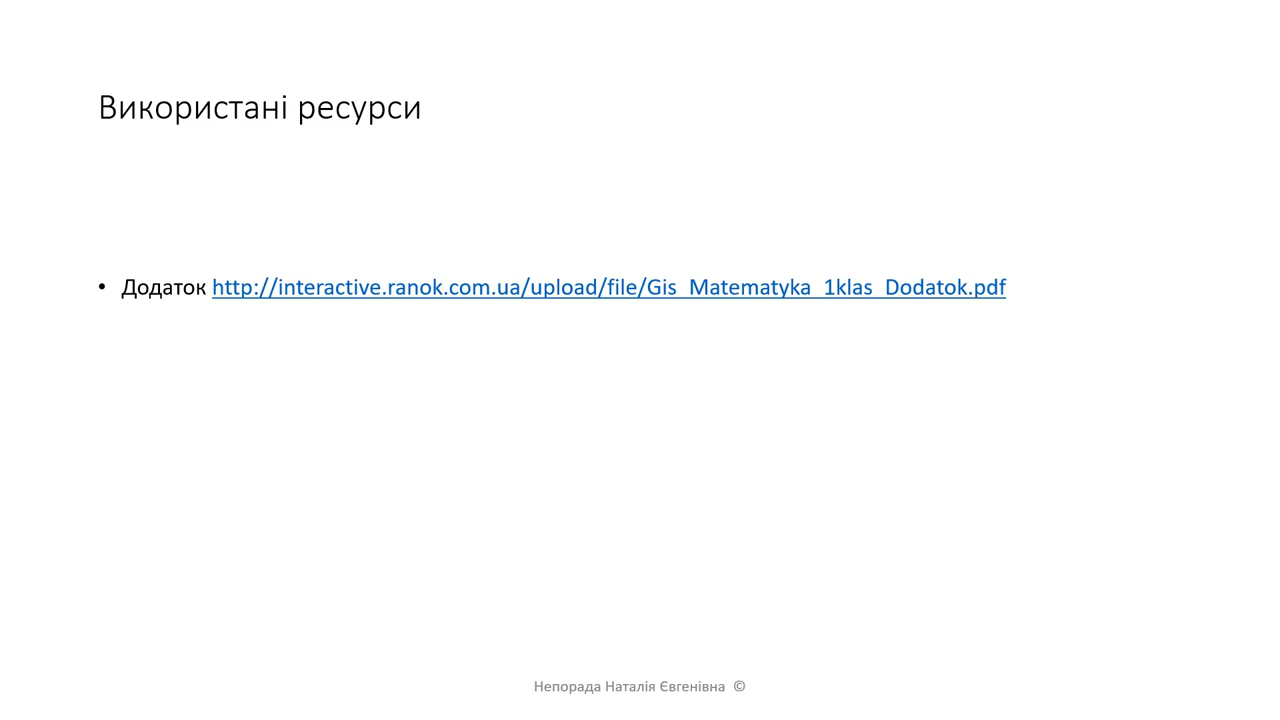 Використані ресурси
• Додаток http://interactive.ranok.com.ua/upload/file/Gis_Matematyka_1klas_Dodatok.pdf
Непорада Наталія Євгенівна ©